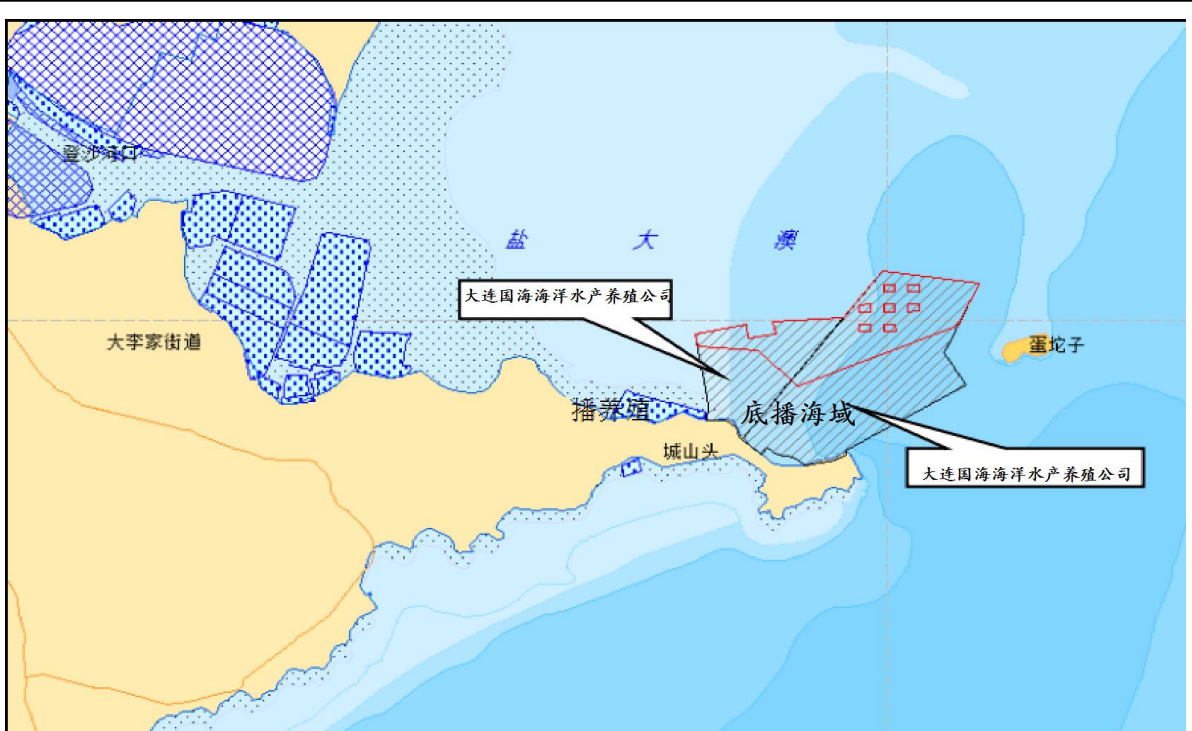 登沙河口
盐大澳
大连国海海洋水产养殖公司
大李家街道
蛋坨子
播养殖
底播海域
城山头
大连国海海洋水产养殖公司